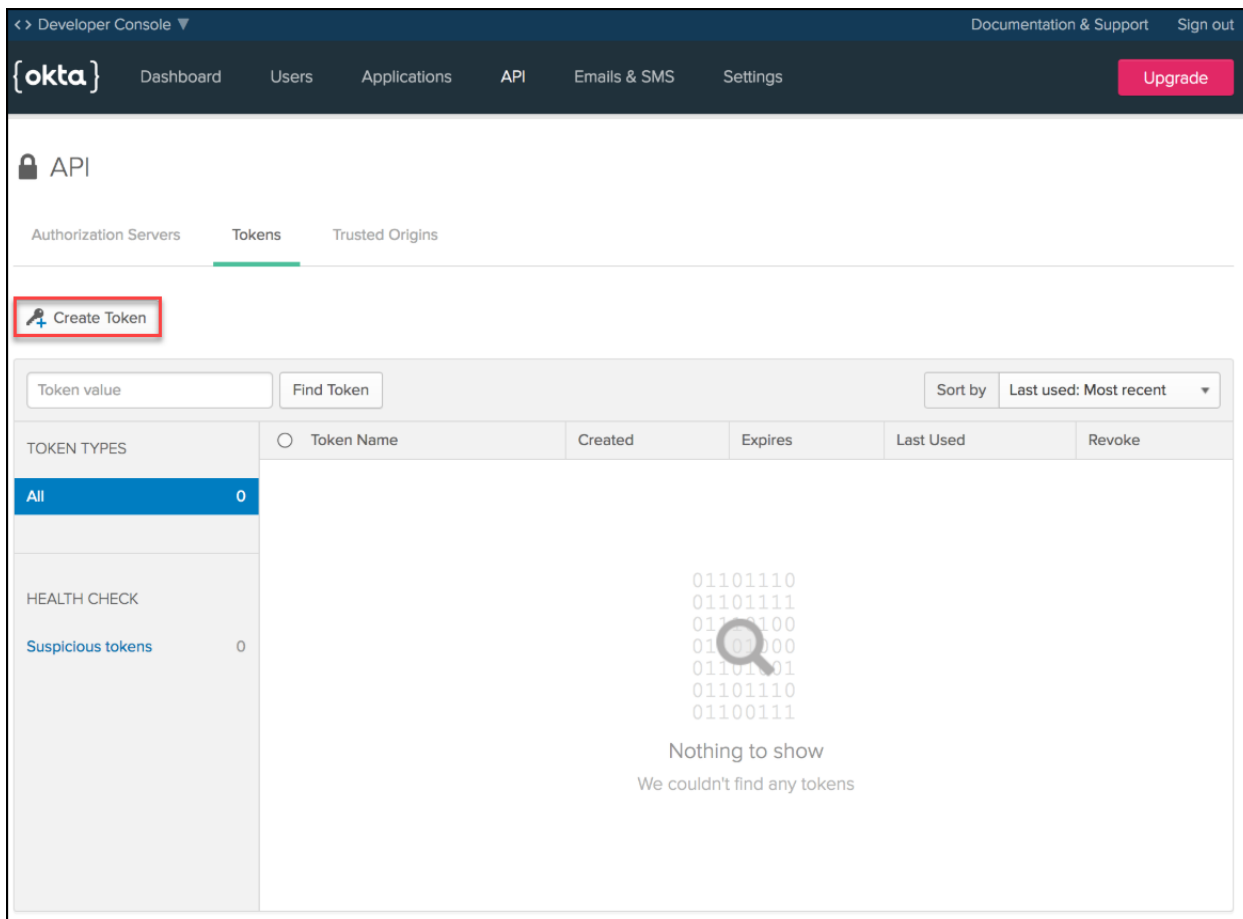 <> Developer Console ▼ Documentation & Support Sign out
{okta} Dashboard Users Applications API Emails & SMS Settings Upgrade
API
Authorization Servers Tokens Trusted Origins
Create Token
Token value Find Token Sort by Last used: Most recent
TOKEN TYPES Token Name Created Expires Last Used Revoke
All 0
HEALTH CHECK
Suspicious tokens 0
01101110
01101111
01110100
01101000
01101001
01101110
01100111
Nothing to show
We couldn't find any tokens